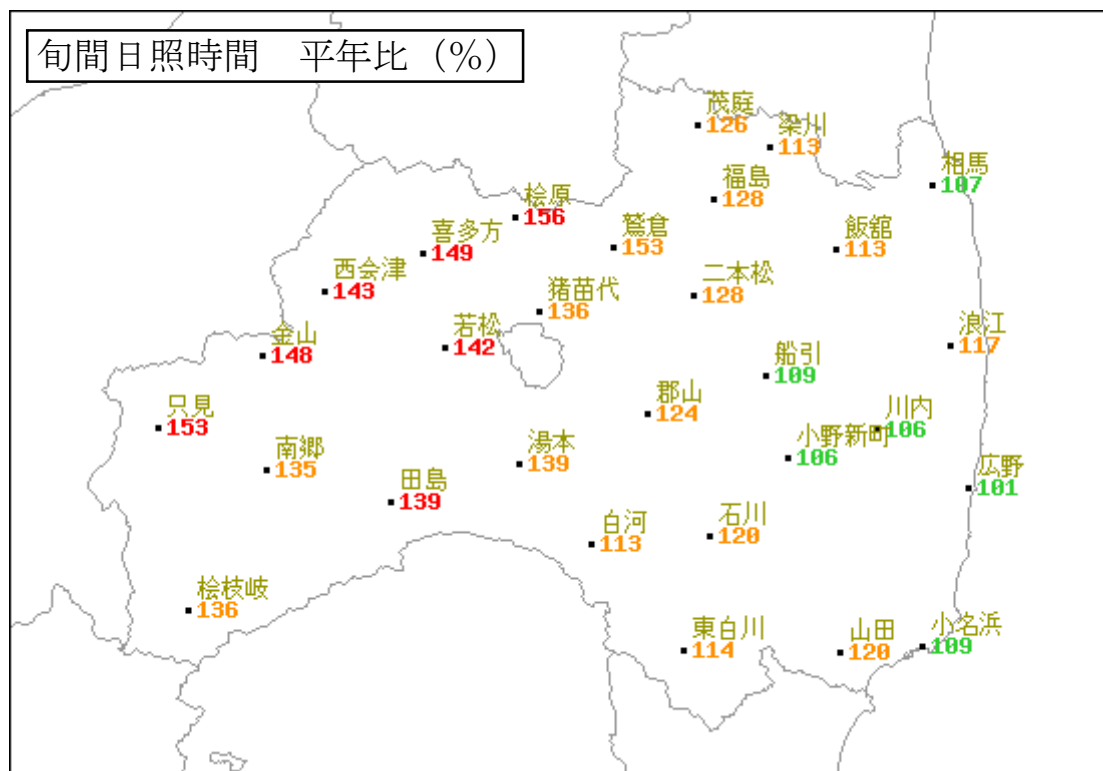 旬間日照時間　平年比（%）
茂庭
126
梁川
113
相馬
107
福島
128
桧原
156
鷲倉
153
飯舘
113
喜多方
149
西会津
143
猪苗代
136
二本松
128
金山
148
若松
142
浪江
117
船引
109
只見
153
郡山
124
川内
106
南郷
135
湯本
139
小野新町
106
広野
101
田島
139
白河
113
石川
120
桧枝岐
136
東白川
114
山田
120
小名浜
109